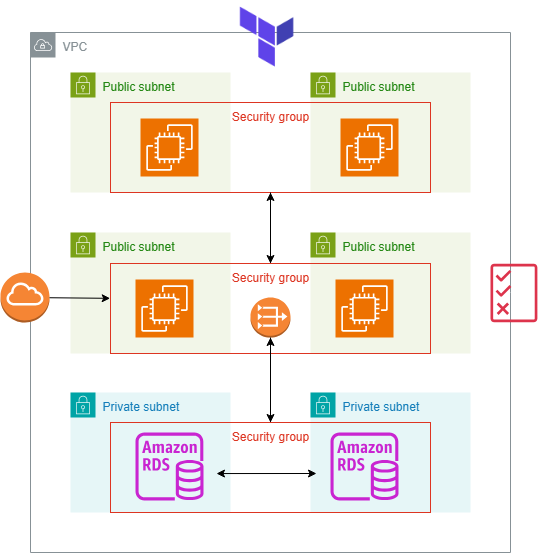 VPC
Public subnet
Public subnet
Security group
Public subnet
Public subnet
Security group
Private subnet
Private subnet
Security group
Amazon
RDS
Amazon
RDS